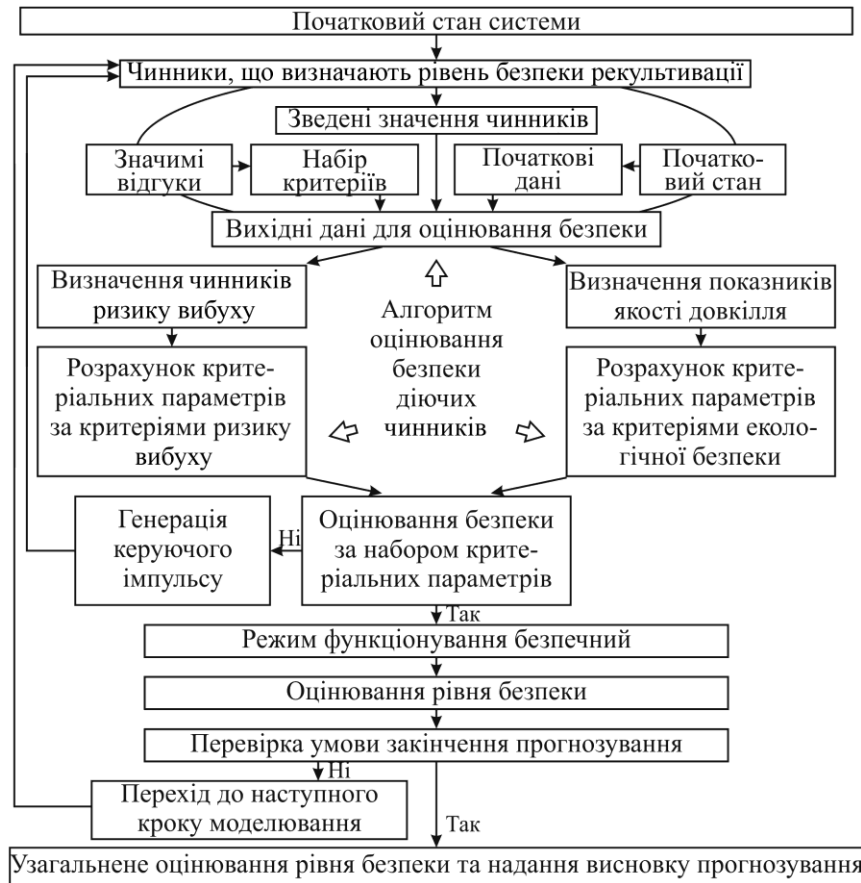 Початковий стан системи
Чинники, що визначають рівень безпеки рекультивації
Зведені значення чинників
Значимі
відгуки
Набір
критеріїв
Початкові
дані
Початко-
вий стан
Вихідні дані для оцінювання безпеки
Визначення чинників
ризику вибуху
Визначення показників
якості довкілля
Алгоритм
оцінювання
безпеки
діючих
чинників
Розрахунок крите-
ріальних параметрів
за критеріями ризику
вибуху
Розрахунок крите-
ріальних параметрів
за критеріями еколо-
гічної безпеки
Генерація
керуючого
імпульсу
Ні
Оцінювання безпеки
за набором крите-
ріальних параметрів
Так
Режим функціонування безпечний
Оцінювання рівня безпеки
Перевірка умови закінчення прогнозування
Ні
Перехід до наступного
кроку моделювання
Так
Узагальнене оцінювання рівня безпеки та надання висновку прогнозування